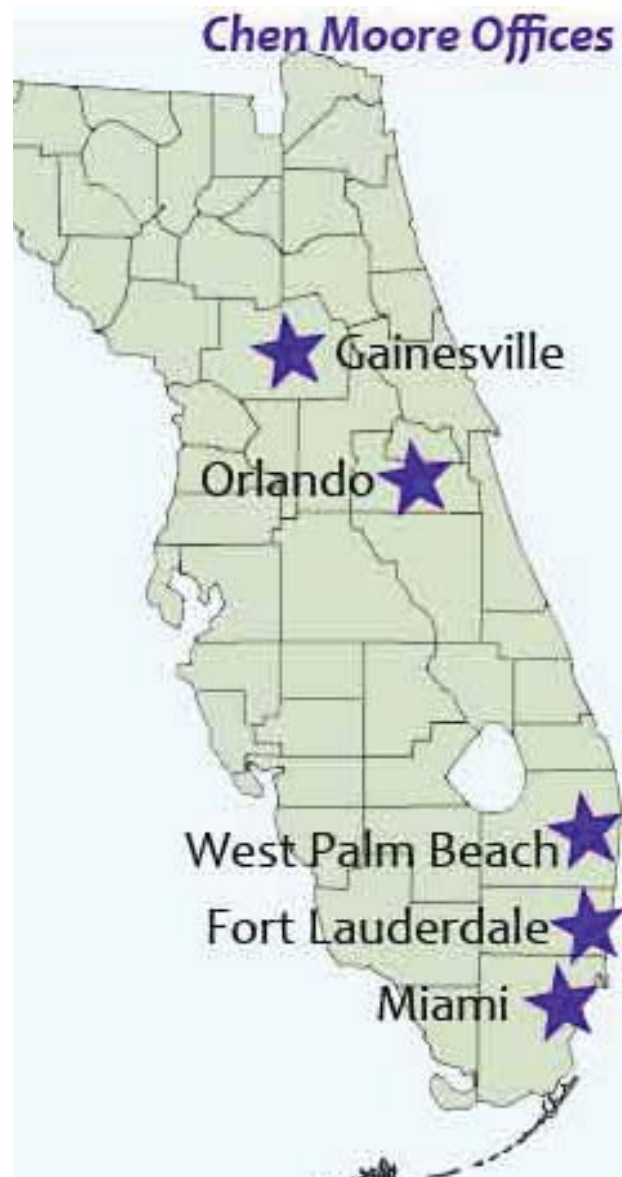 Chen Moore Offices
Gainesville
Orlando
West Palm Beach
Fort Lauderdale
Miami